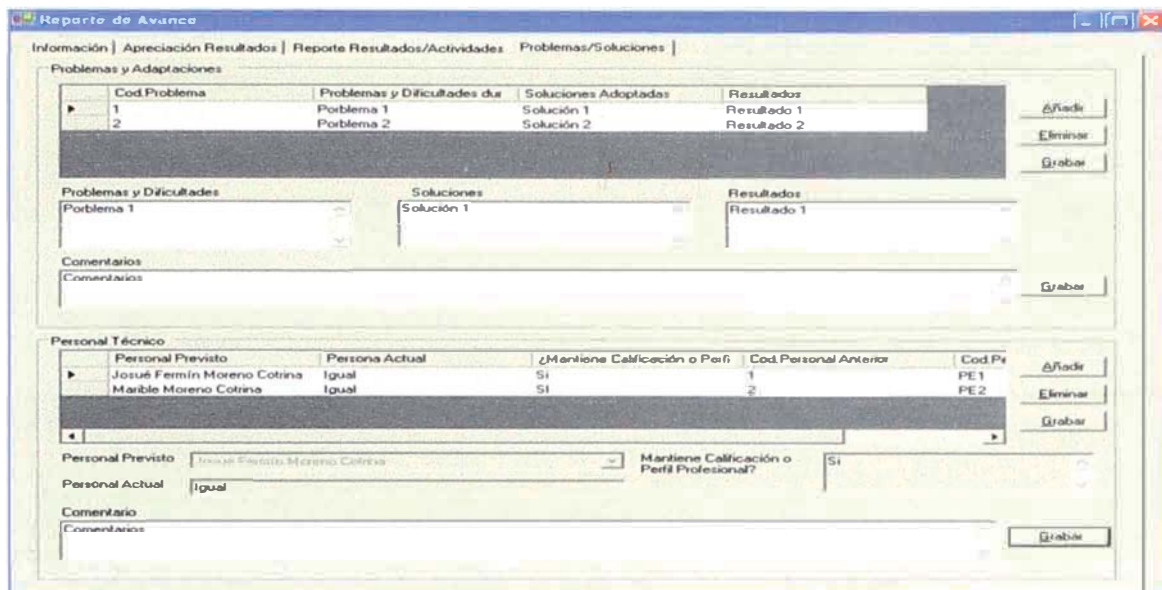 Reporte de Avance
Información | Apreciación Resultados | Reporte Resultados/Actividades Problemas/Soluciones |
Problemas y Adaptaciones
Cod.Problema Problemas y Dificultades dur Soluciones Adoptadas Resultados
1 Porblema 1 Solución 1 Resultado 1
2 Porblema 2 Solución 2 Resultado 2
Añadir
Eliminar
Grabar
Problemas y Dificultades Soluciones Resultados
Porblema 1 Solución 1 Resultado 1
Comentarios
Comentarios
Grabar
Personal Técnico
Personal Previsto Persona Actual ¿Mantiene Calificación o Perfi Cod.Personal Anterior Cod.Pe
Josué Fermín Moreno Cotrina Igual Si 1 PE1
Marible Moreno Cotrina Igual SI 2 PE2
Añadir
Eliminar
Grabar
Personal Previsto Josué Fermín Moreno Cotrina Mantiene Calificación o Perfil Profesional? Si
Personal Actual Igual
Comentario
Comentarios
Grabar